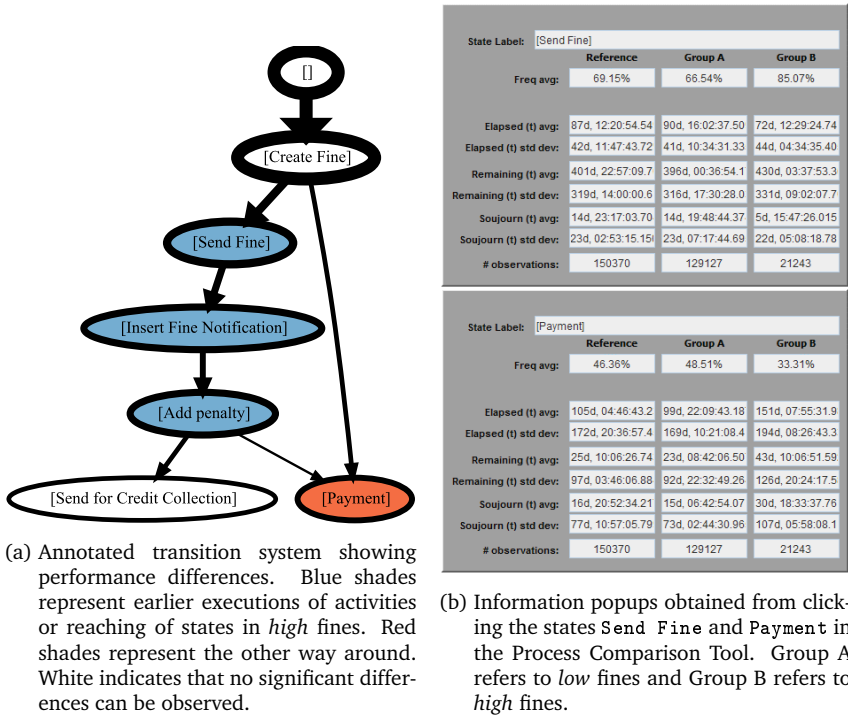 []
[Create Fine]
[Send Fine]
[Insert Fine Notification]
[Add penalty]
[Send for Credit Collection]
[Payment]
(a) Annotated transition system showing
performance differences. Blue shades
represent earlier executions of activities
or reaching of states in high fines. Red
shades represent the other way around.
White indicates that no significant differ-
ences can be observed.
State Label: [Send Fine]
Reference Group A Group B
Freq avg: 69.15% 66.54% 85.07%
Elapsed (t) avg: 87d, 12:20:54.54 90d, 16:02:37.50 72d, 12:29:24.74
Elapsed (t) std dev: 42d, 11:47:43.72 41d, 10:34:31.33 44d, 04:34:35.40
Remaining (t) avg: 401d, 22:57:09.7 396d, 00:36:54.1 430d, 03:37:53.3
Remaining (t) std dev: 319d, 14:00:00.6 316d, 17:30:28.0 331d, 09:02:07.7
Soujourn (t) avg: 14d, 23:17:03.70 14d, 19:48:44.37 5d, 15:47:26.015
Soujourn (t) std dev: 23d, 02:53:15.15 23d, 07:17:44.69 22d, 05:08:18.78
# observations: 150370 129127 21243
State Label: [Payment]
Reference Group A Group B
Freq avg: 46.36% 48.51% 33.31%
Elapsed (t) avg: 105d, 04:46:43.2 99d, 22:09:43.18 151d, 07:55:31.9
Elapsed (t) std dev: 172d, 20:36:57.4 169d, 10:21:08.4 194d, 08:26:43.3
Remaining (t) avg: 25d, 10:06:26.74 23d, 08:42:06.50 43d, 10:06:51.59
Remaining (t) std dev: 97d, 03:46:06.88 92d, 22:32:49.26 126d, 20:24:17.5
Soujourn (t) avg: 16d, 20:52:34.21 15d, 06:42:54.07 30d, 18:33:37.76
Soujourn (t) std dev: 77d, 10:57:05.79 73d, 02:44:30.96 107d, 05:58:08.1
# observations: 150370 129127 21243
(b) Information popups obtained from click-
ing the states Send Fine and Payment in
the Process Comparison Tool. Group A
refers to low fines and Group B refers to
high fines.